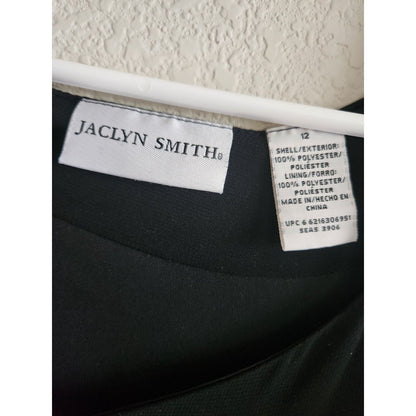 JACLYN SMITH®
12
SHELL/EXTERIOR:
100% POLYESTER/
POLIÉSTER
LINING/FORRO:
100% POLYESTER/
POLIÉSTER
MADE IN/HECHO EN
CHINA
UPC 6 6216306951
SEAS 3906